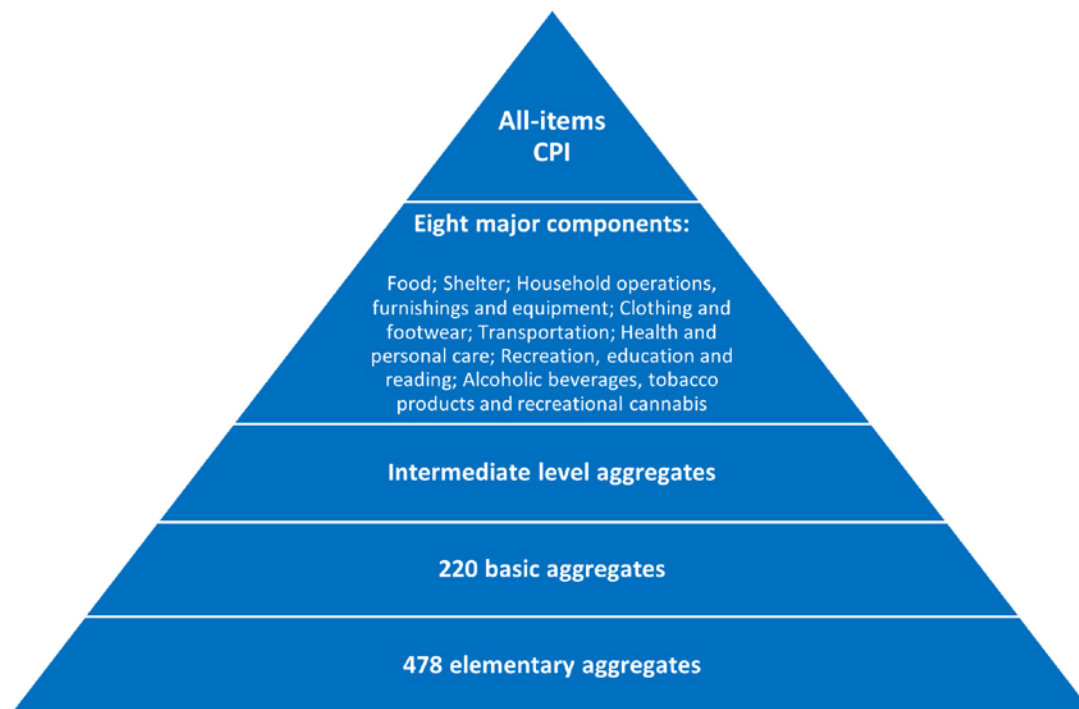 All-items
CPI
Eight major components:
Food; Shelter; Household operations,
furnishings and equipment; Clothing and
footwear; Transportation; Health and
personal care; Recreation, education and
reading; Alcoholic beverages, tobacco
products and recreational cannabis
Intermediate level aggregates
220 basic aggregates
478 elementary aggregates